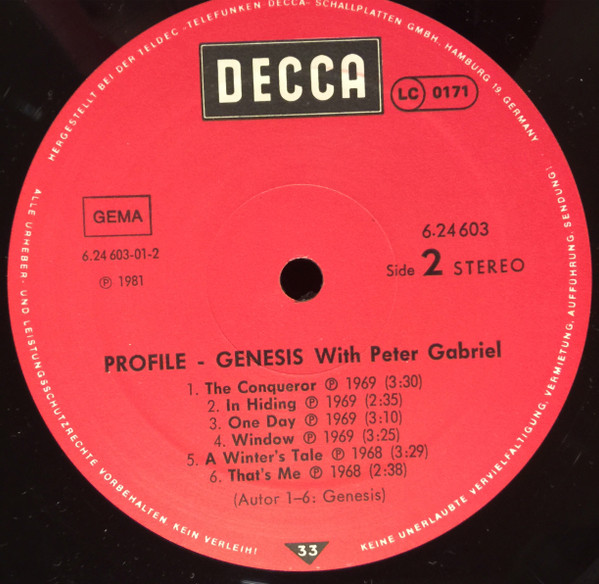 HERGESTELLT BEI DER TELDEC »TELEFUNKEN-DECCA« SCHALLPLATTEN GMBH, HAMBURG 19, GERMANY
DECCA
LC 0171
GEMA
6.24603
6.24 603-01-2
Side 2 STEREO
℗ 1981
PROFILE - GENESIS With Peter Gabriel
1. The Conqueror ℗ 1969 (3:30)
2. In Hiding ℗ 1969 (2:35)
3. One Day ℗ 1969 (3:10)
4. Window ℗ 1969 (3:25)
5. A Winter's Tale ℗ 1968 (3:29)
6. That's Me ℗ 1968 (2:38)
(Autor 1–6: Genesis)
ALLE URHEBER- UND LEISTUNGSSCHUTZRECHTE VORBEHALTEN. KEIN VERLEIH!
33
KEINE UNERLAUBTE VERVIELFÄLTIGUNG, VERMIETUNG, AUFFÜHRUNG, SENDUNG!